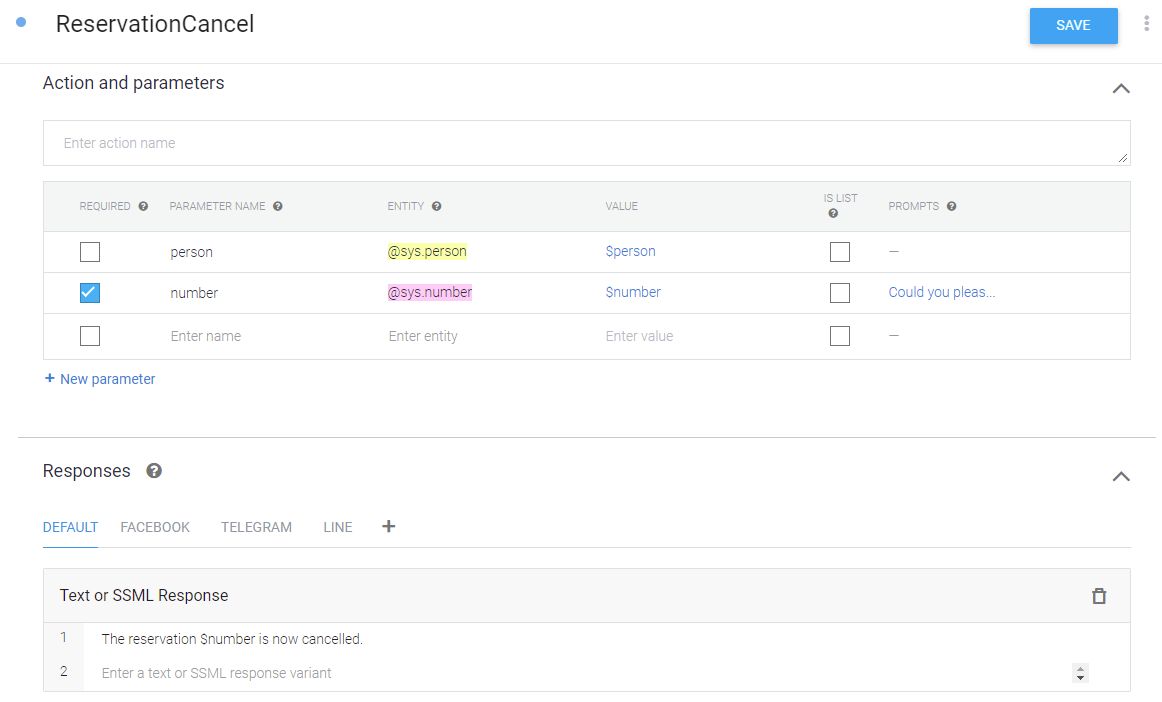 ReservationCancel
SAVE
Action and parameters
Enter action name
REQUIRED ? PARAMETER NAME ? ENTITY ? VALUE IS LIST ? PROMPTS ?
person @sys.person $person —
number @sys.number $number Could you pleas...
Enter name Enter entity Enter value —
+ New parameter
Responses ?
DEFAULT FACEBOOK TELEGRAM LINE +
Text or SSML Response
1 The reservation $number is now cancelled.
2 Enter a text or SSML response variant